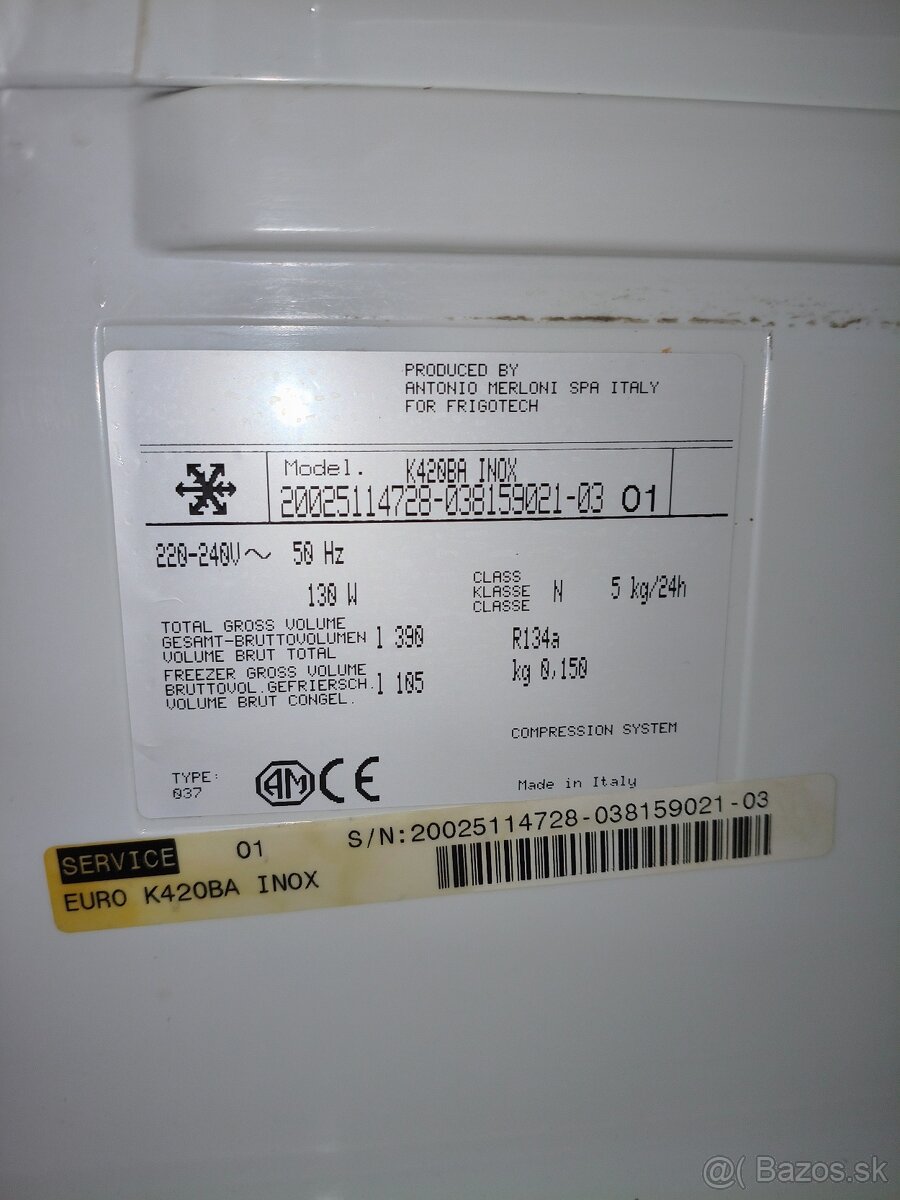 PRODUCED BY
ANTONIO MERLONI SPA ITALY
FOR FRIGOTECH
Model. K420BA INOX
20025114728-038159021-03 01
220-240V~ 50 Hz
130 W
CLASS
KLASSE N 5 kg/24h
CLASSE
TOTAL GROSS VOLUME
GESAMT-BRUTTOVOLUMEN l 390
VOLUME BRUT TOTAL
R134a
kg 0,150
FREEZER GROSS VOLUME
BRUTTOVOL.GEFRIERSCH. l 105
VOLUME BRUT CONGEL.
COMPRESSION SYSTEM
TYPE:
037
AM CE
Made in Italy
SERVICE 01 S/N:20025114728-038159021-03
EURO K420BA INOX
@( Bazos.sk